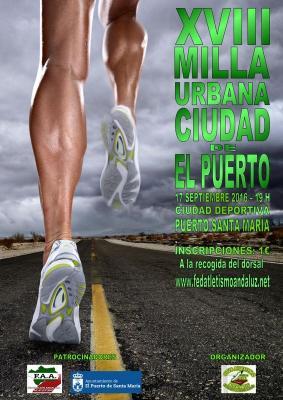 XVIII
MILLA
URBANA
CIUDAD
DE
EL PUERTO
17 SEPTIEMBRE 2016 - 19 H
CIUDAD DEPORTIVA
PUERTO SANTA MARIA
INSCRIPCIONES: 1€
A la recogida del dorsal
www.fedatletismoandaluz.net
PATROCINADORES
ORGANIZADOR
F.A.A.
Ayuntamiento de
El Puerto de Santa María